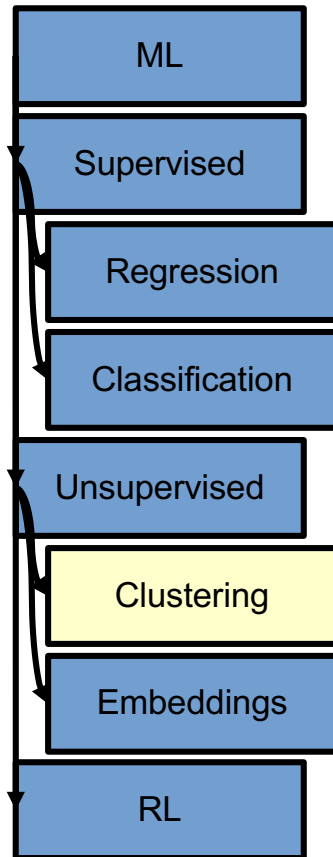 ML
Supervised
Regression
Classification
Unsupervised
Clustering
Embeddings
RL